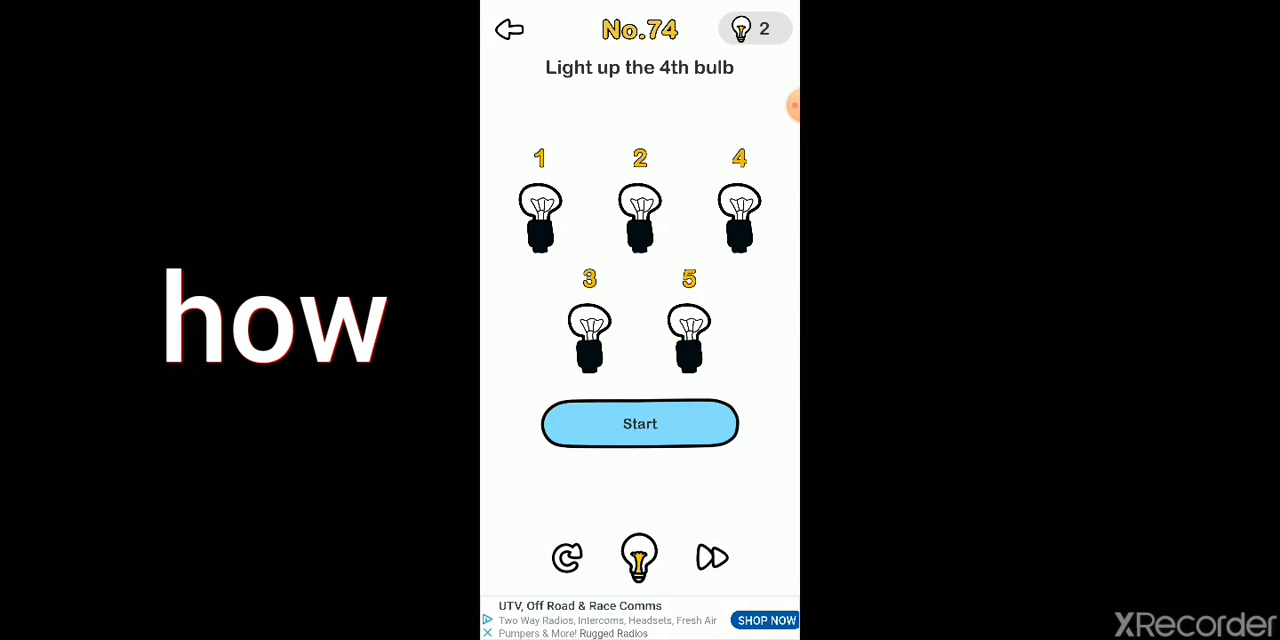 No.74
2
Light up the 4th bulb
1 2 4
3 5
how
Start
UTV, Off Road & Race Comms
Two Way Radios, Intercoms, Headsets, Fresh Air
Pumpers & More! Rugged Radios
SHOP NOW
XRecorder